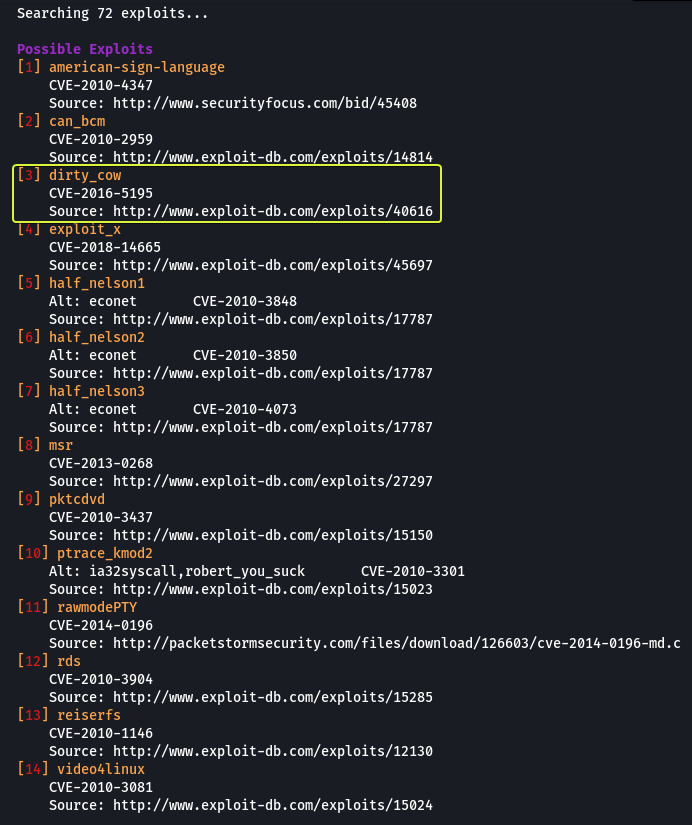 Searching 72 exploits...
Possible Exploits
[1] american-sign-language
CVE-2010-4347
Source: http://www.securityfocus.com/bid/45408
[2] can_bcm
CVE-2010-2959
Source: http://www.exploit-db.com/exploits/14814
[3] dirty_cow
CVE-2016-5195
Source: http://www.exploit-db.com/exploits/40616
[4] exploit_x
CVE-2018-14665
Source: http://www.exploit-db.com/exploits/45697
[5] half_nelson1
Alt: econet       CVE-2010-3848
Source: http://www.exploit-db.com/exploits/17787
[6] half_nelson2
Alt: econet       CVE-2010-3850
Source: http://www.exploit-db.com/exploits/17787
[7] half_nelson3
Alt: econet       CVE-2010-4073
Source: http://www.exploit-db.com/exploits/17787
[8] msr
CVE-2013-0268
Source: http://www.exploit-db.com/exploits/27297
[9] pktcdvd
CVE-2010-3437
Source: http://www.exploit-db.com/exploits/15150
[10] ptrace_kmod2
Alt: ia32syscall,robert_you_suck       CVE-2010-3301
Source: http://www.exploit-db.com/exploits/15023
[11] rawmodePTY
CVE-2014-0196
Source: http://packetstormsecurity.com/files/download/126603/cve-2014-0196-md.c
[12] rds
CVE-2010-3904
Source: http://www.exploit-db.com/exploits/15285
[13] reiserfs
CVE-2010-1146
Source: http://www.exploit-db.com/exploits/12130
[14] video4linux
CVE-2010-3081
Source: http://www.exploit-db.com/exploits/15024